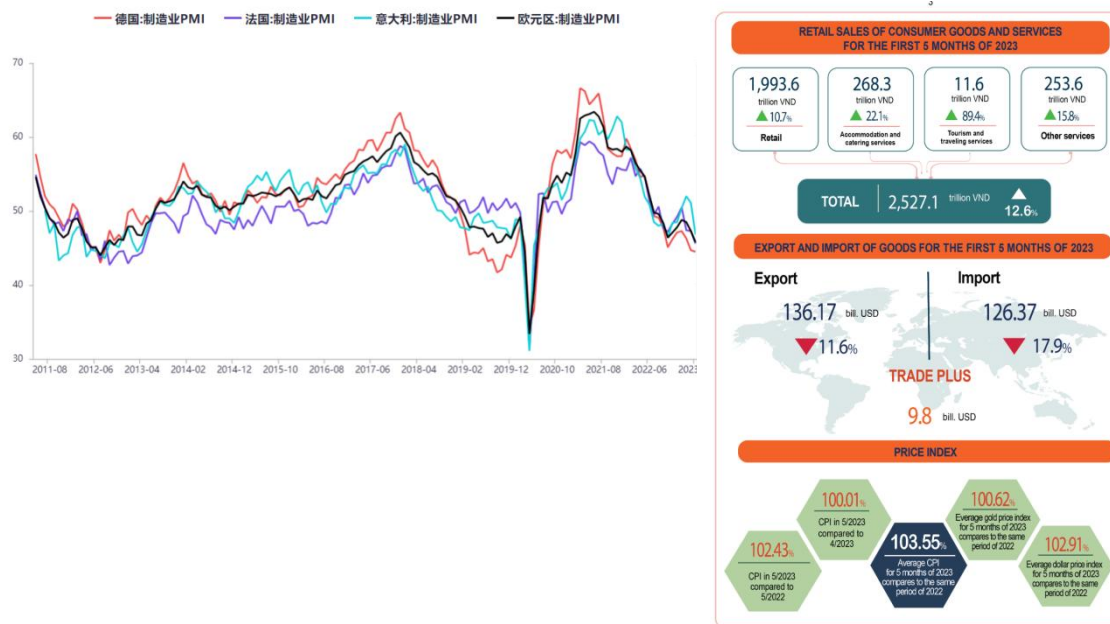 德国:制造业PMI 法国:制造业PMI 意大利:制造业PMI 欧元区:制造业PMI
70
60
50
40
30
2011-08 2012-06 2013-04 2014-02 2014-12 2015-10 2016-08 2017-06 2018-04 2019-02 2019-12 2020-10 2021-08 2022-06 2023
3
RETAIL SALES OF CONSUMER GOODS AND SERVICES
FOR THE FIRST 5 MONTHS OF 2023
1,993.6
trillion VND
10.7%
Retail
268.3
trillion VND
22.1%
Accommodation and
catering services
11.6
trillion VND
89.4%
Tourism and
traveling services
253.6
trillion VND
15.8%
Other services
TOTAL 2,527.1 trillion VND
12.6%
EXPORT AND IMPORT OF GOODS FOR THE FIRST 5 MONTHS OF 2023
Export
136.17 bill. USD
11.6%
Import
126.37 bill. USD
17.9%
TRADE PLUS
9.8 bill. USD
PRICE INDEX
102.43%
CPI in 5/2023
compared to
5/2022
100.01%
CPI in 5/2023
compared to
4/2023
103.55%
Average CPI
for 5 months of 2023
compares to the same
period of 2022
100.62%
Everage gold price index
for 5 months of 2023
compares to the same
period of 2022
102.91%
Everage dollar price index
for 5 months of 2023
compares to the same
period of 2022